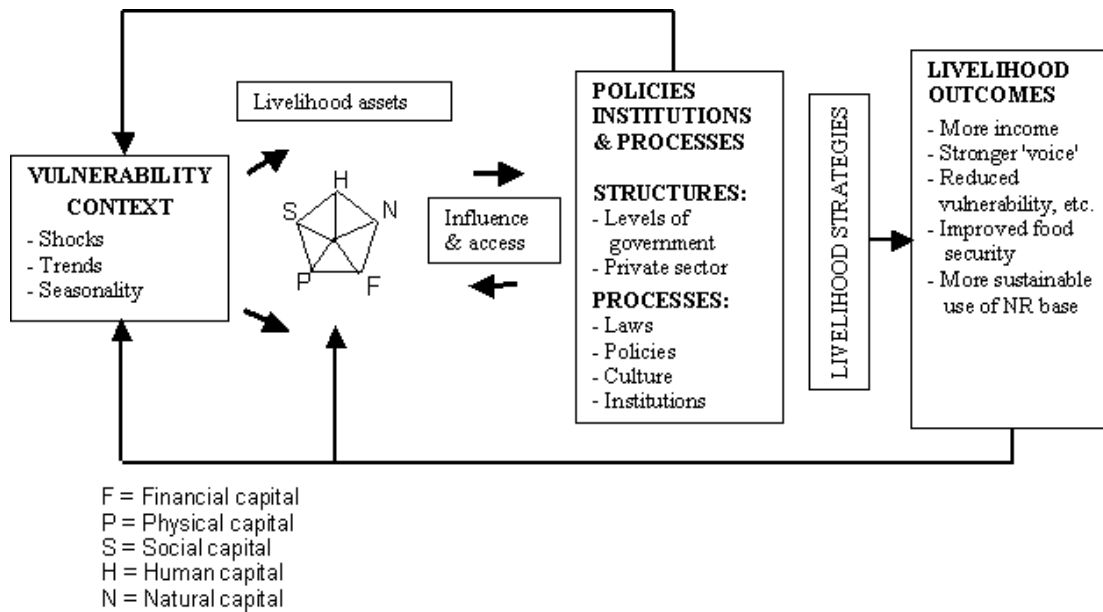 Livelihood assets
VULNERABILITY
CONTEXT
- Shocks
- Trends
- Seasonality
H
S
N
P
F
Influence
& access
POLICIES
INSTITUTIONS
& PROCESSES
STRUCTURES:
- Levels of
government
- Private sector
PROCESSES:
- Laws
- Policies
- Culture
- Institutions
LIVELIHOOD STRATEGIES
LIVELIHOOD
OUTCOMES
- More income
- Stronger 'voice'
- Reduced
vulnerability, etc.
- Improved food
security
- More sustainable
use of NR base
F = Financial capital
P = Physical capital
S = Social capital
H = Human capital
N = Natural capital